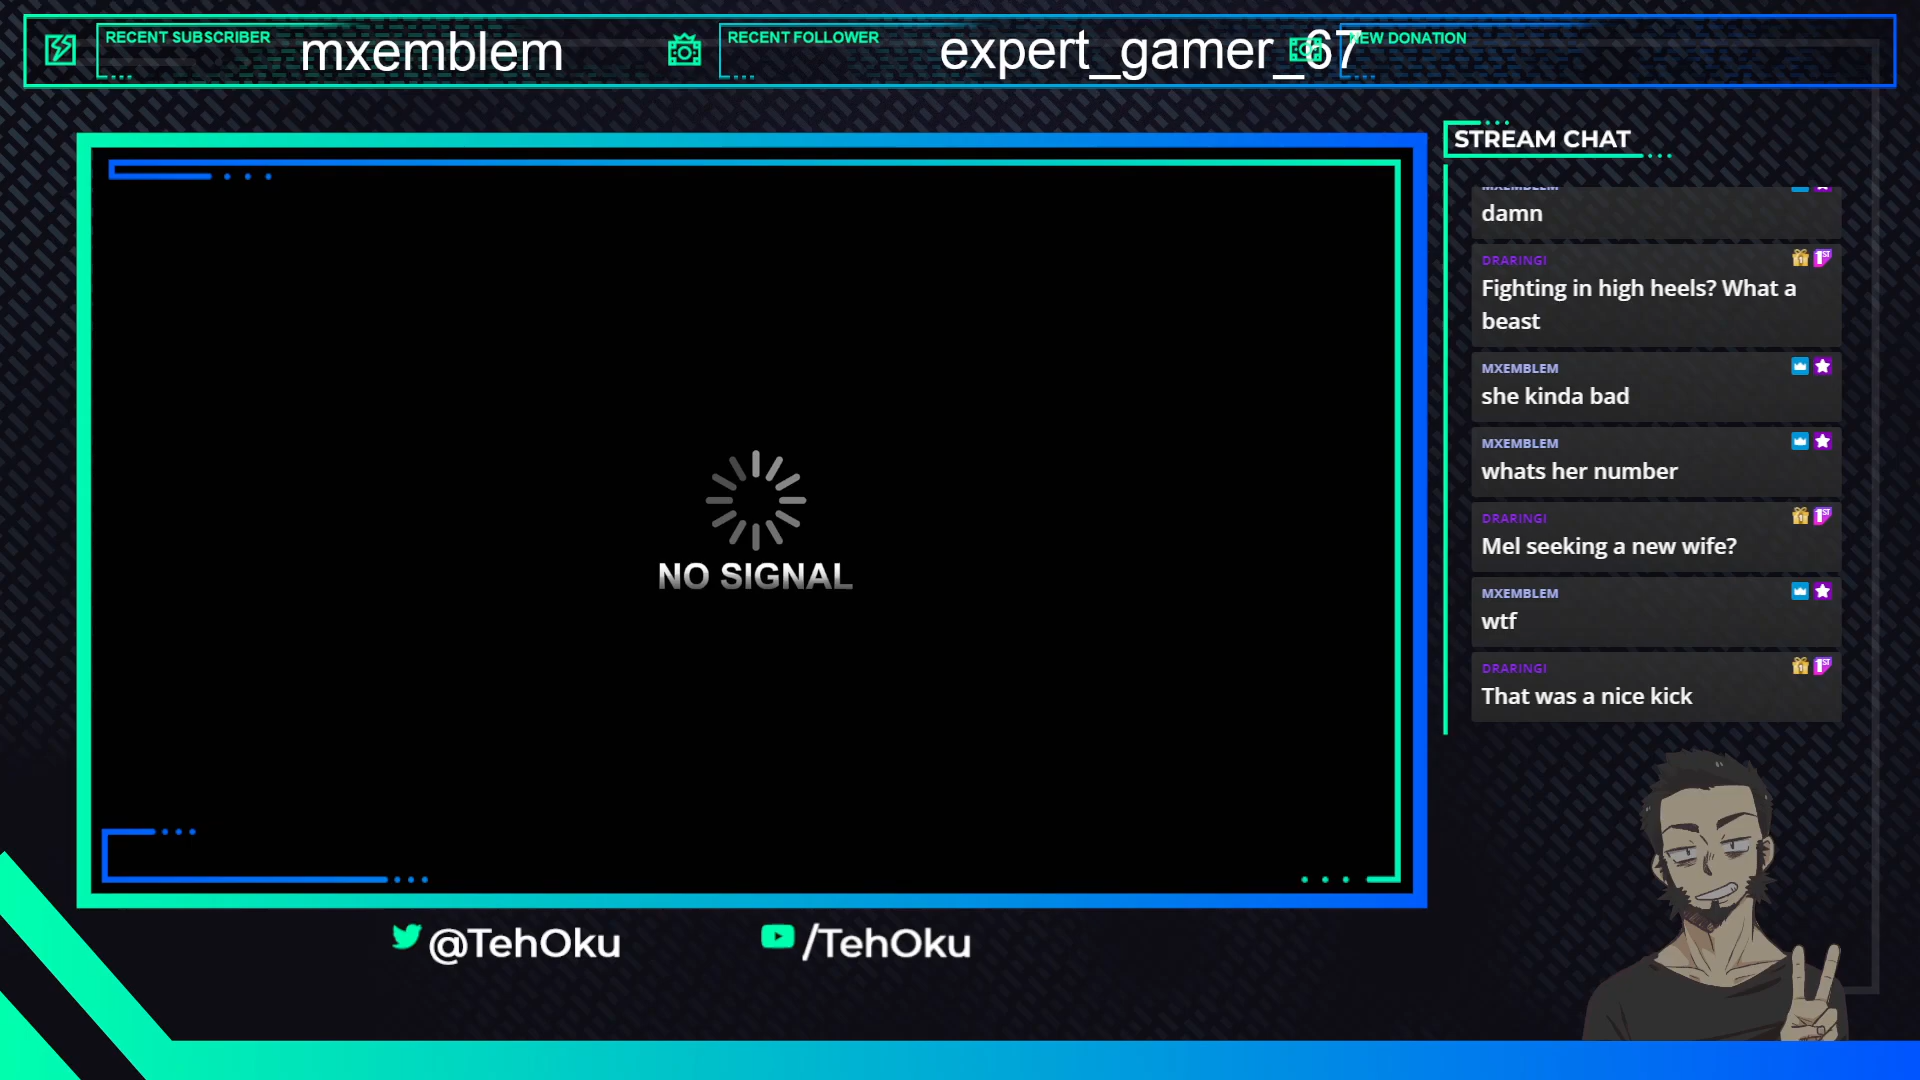 RECENT SUBSCRIBER
mxemblem
RECENT FOLLOWER
expert_gamer_67
NEW DONATION
STREAM CHAT
MXEMBLEM
damn
DRARINGI
Fighting in high heels? What a
beast
MXEMBLEM
she kinda bad
MXEMBLEM
whats her number
DRARINGI
Mel seeking a new wife?
MXEMBLEM
wtf
DRARINGI
That was a nice kick
NO SIGNAL
@TehOku
/TehOku